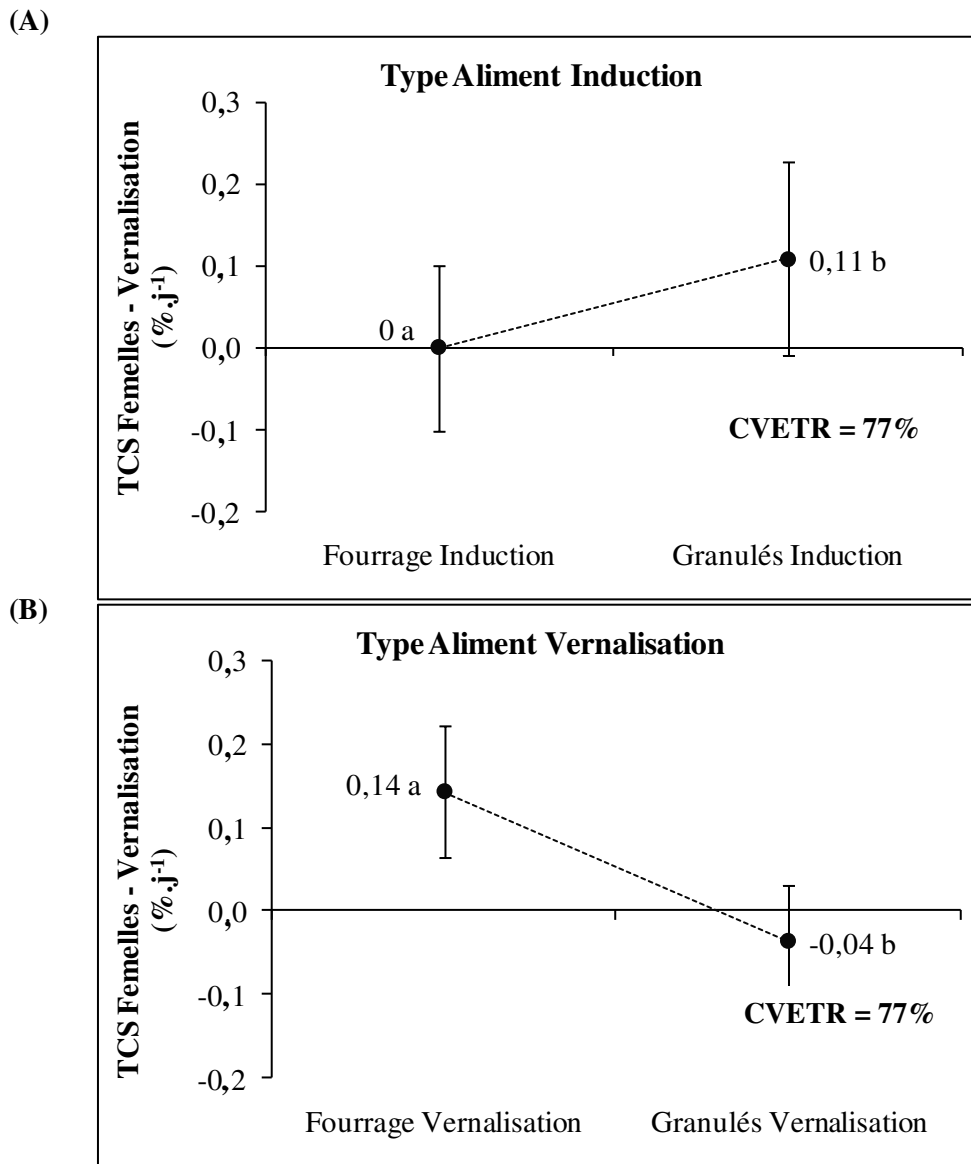 (A)
Type Aliment Induction
TCS Femelles - Vernalisation
(%.j-1)
0,3
0,2
0,1
0,0
-0,1
-0,2
0 a
0,11 b
CVETR = 77%
Fourrage Induction
Granulés Induction
(B)
Type Aliment Vernalisation
TCS Femelles - Vernalisation
(%.j-1)
0,3
0,2
0,1
0,0
-0,1
-0,2
0,14 a
-0,04 b
CVETR = 77%
Fourrage Vernalisation
Granulés Vernalisation